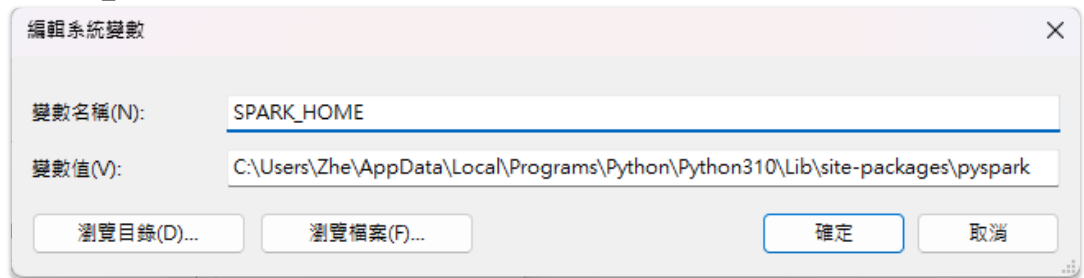 編輯系統變數
變數名稱(N): SPARK_HOME
變數值(V): C:\Users\Zhe\AppData\Local\Programs\Python\Python310\Lib\site-packages\pyspark
瀏覽目錄(D)... 瀏覽檔案(F)... 確定 取消